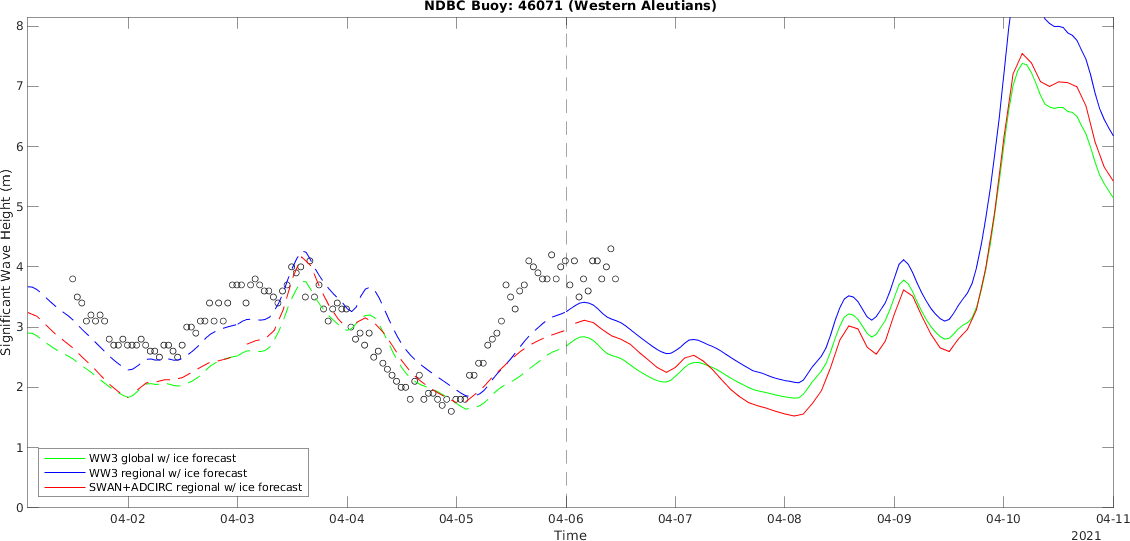 NDBC Buoy: 46071 (Western Aleutians)
8
7
6
5
4
3
2
1
0
Significant Wave Height (m)
WW3 global w/ ice forecast
WW3 regional w/ ice forecast
SWAN+ADCIRC regional w/ ice forecast
04-02 04-03 04-04 04-05 04-06 04-07 04-08 04-09 04-10 04-11
Time
2021